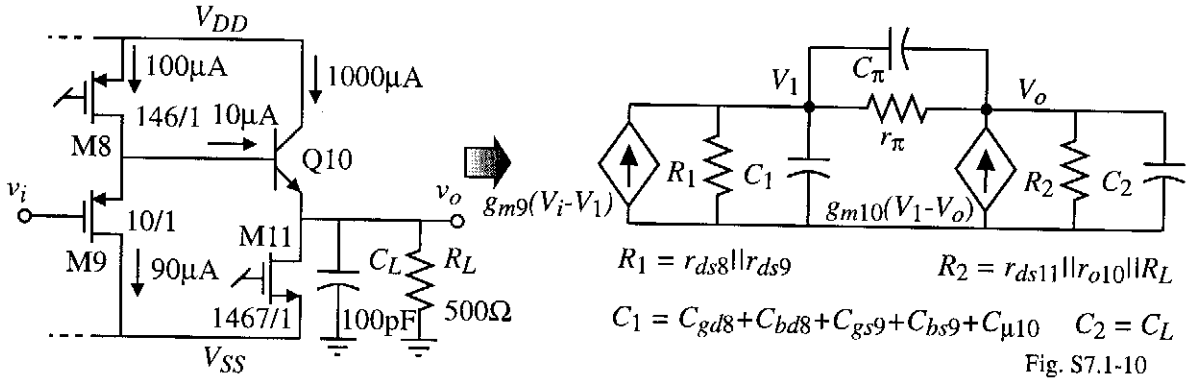 V_DD
100μA
1000μA
146/1
10μA
M8
Q10
v_i
v_o
10/1
M11
M9
90μA
C_L
R_L
1467/1
100pF
500Ω
V_SS
C_π
V_1
V_o
r_π
R_1
C_1
R_2
C_2
g_m9(V_i-V_1)
g_m10(V_1-V_o)
R_1 = r_ds8||r_ds9
R_2 = r_ds11||r_o10||R_L
C_1 = C_gd8+C_bd8+C_gs9+C_bs9+C_μ10
C_2 = C_L
Fig. S7.1-10